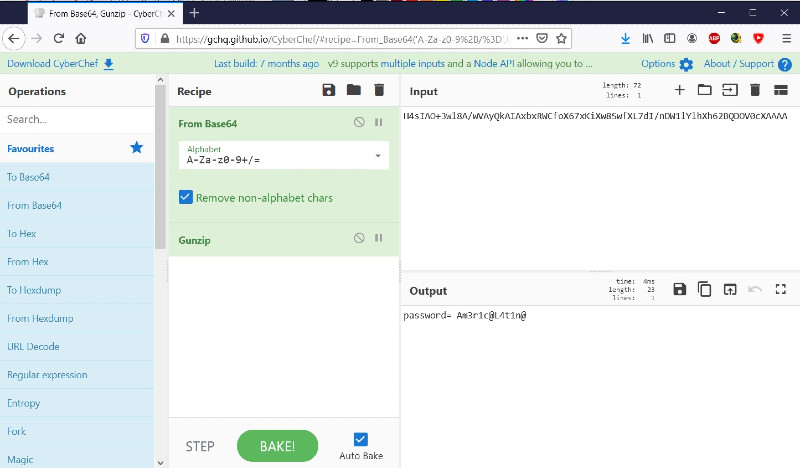 From Base64, Gunzip - CyberChe
https://gchq.github.io/CyberChef/#recipe=From_Base64('A-Za-z0-9%2B/%3D',
ABP
Download CyberChef
Last build: 7 months ago
v9 supports multiple inputs and a Node API allowing you to ...
Options
About / Support
Operations
Recipe
Input
length: 72
lines: 1
Search...
From Base64
H4sIAO+3wl8A/wVAyQkAIAxbxRWCfoX67xKiXw8SwfXL7dI/nDW1lYlhXh62BQDOV0cXAAAA
Favourites
Alphabet
A-Za-z0-9+/=
To Base64
Remove non-alphabet chars
From Base64
To Hex
Gunzip
From Hex
To Hexdump
Output
time: 4ms
length: 23
lines: 1
From Hexdump
password= Am3r1c@L4t1n@
URL Decode
Regular expression
Entropy
Fork
Magic
STEP
BAKE!
Auto Bake